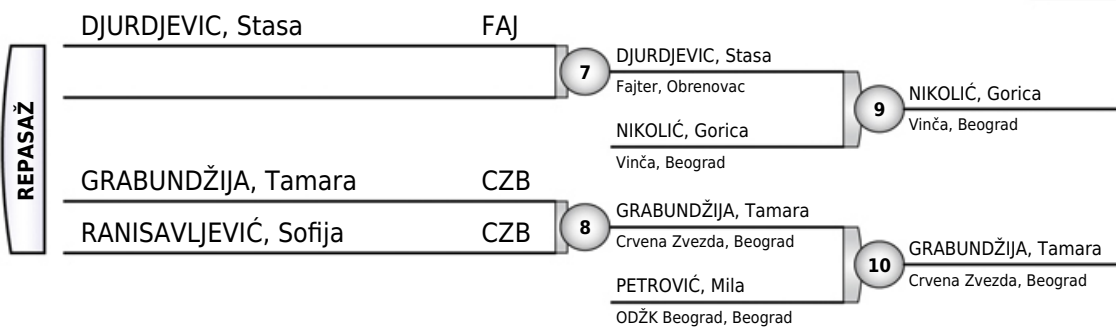 REPASAŽ
DJURDJEVIC, Stasa FAJ
7
DJURDJEVIC, Stasa
Fajter, Obrenovac
NIKOLIĆ, Gorica
Vinča, Beograd
9
NIKOLIĆ, Gorica
Vinča, Beograd
GRABUNDŽIJA, Tamara CZB
RANISAVLJEVIĆ, Sofija CZB
8
GRABUNDŽIJA, Tamara
Crvena Zvezda, Beograd
PETROVIĆ, Mila
ODŽK Beograd, Beograd
10
GRABUNDŽIJA, Tamara
Crvena Zvezda, Beograd